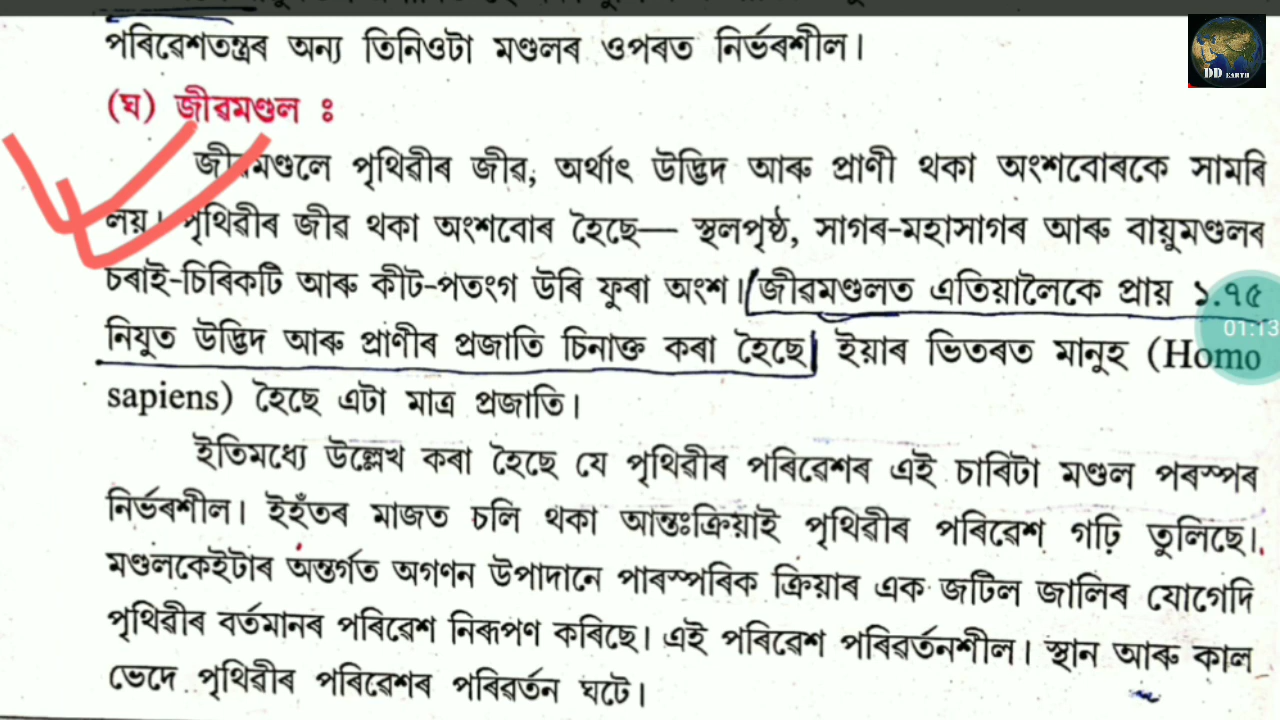 পৰিৱেশতন্ত্ৰৰ অন্য তিনিওটা মণ্ডলৰ ওপৰত নিৰ্ভৰশীল।
DD EARTH
(ঘ) জীৱমণ্ডল ঃ
জীৱমণ্ডলে পৃথিৱীৰ জীৱ, অৰ্থাৎ উদ্ভিদ আৰু প্ৰাণী থকা অংশবোৰকে সামৰি
লয়। পৃথিৱীৰ জীৱ থকা অংশবোৰ হৈছে— স্থলপৃষ্ঠ, সাগৰ-মহাসাগৰ আৰু বায়ুমণ্ডলৰ
চৰাই-চিৰিকটি আৰু কীট-পতংগ উৰি ফুৰা অংশ। জীৱমণ্ডলত এতিয়ালৈকে প্ৰায় ১.৭৫
01:13
নিযুত উদ্ভিদ আৰু প্ৰাণীৰ প্ৰজাতি চিনাক্ত কৰা হৈছে। ইয়াৰ ভিতৰত মানুহ (Homo
sapiens) হৈছে এটা মাত্ৰ প্ৰজাতি।
ইতিমধ্যে উল্লেখ কৰা হৈছে যে পৃথিৱীৰ পৰিৱেশৰ এই চাৰিটা মণ্ডল পৰস্পৰ
নিৰ্ভৰশীল। ইহঁতৰ মাজত চলি থকা আন্তঃক্ৰিয়াই পৃথিৱীৰ পৰিৱেশ গঢ়ি তুলিছে।
মণ্ডলকেইটাৰ অন্তৰ্গত অগণন উপাদানে পাৰস্পৰিক ক্ৰিয়াৰ এক জটিল জালিৰ যোগেদি
পৃথিৱীৰ বৰ্তমানৰ পৰিৱেশ নিৰূপণ কৰিছে। এই পৰিৱেশ পৰিৱৰ্তনশীল। স্থান আৰু কাল
ভেদে পৃথিৱীৰ পৰিৱেশৰ পৰিৱৰ্তন ঘটে।